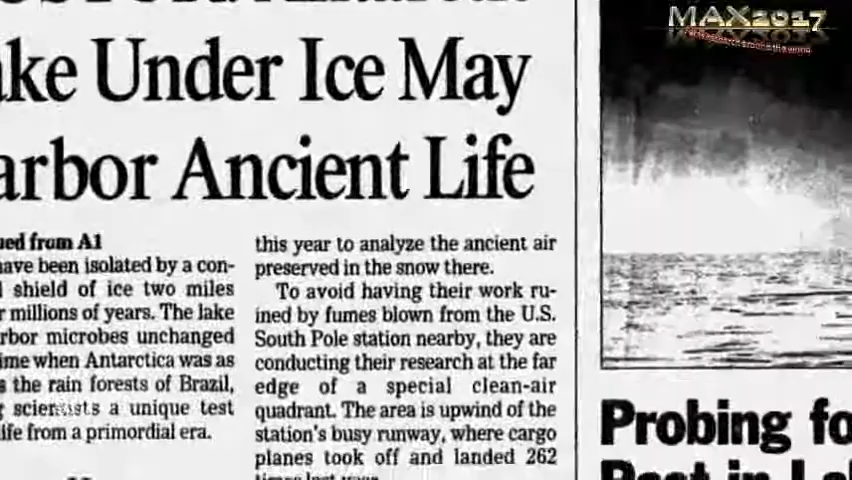 ake Under Ice May
arbor Ancient Life
ued from A1
have been isolated by a con-
shield of ice two miles
r millions of years. The lake
rbor microbes unchanged
ime when Antarctica was as
s the rain forests of Brazil,
g scientists a unique test
ife from a primordial era.
this year to analyze the ancient air
preserved in the snow there.
To avoid having their work ru-
ined by fumes blown from the U.S.
South Pole station nearby, they are
conducting their research at the far
edge of a special clean-air
quadrant. The area is upwind of the
station's busy runway, where cargo
planes took off and landed 262
MAX2017
Probing fo